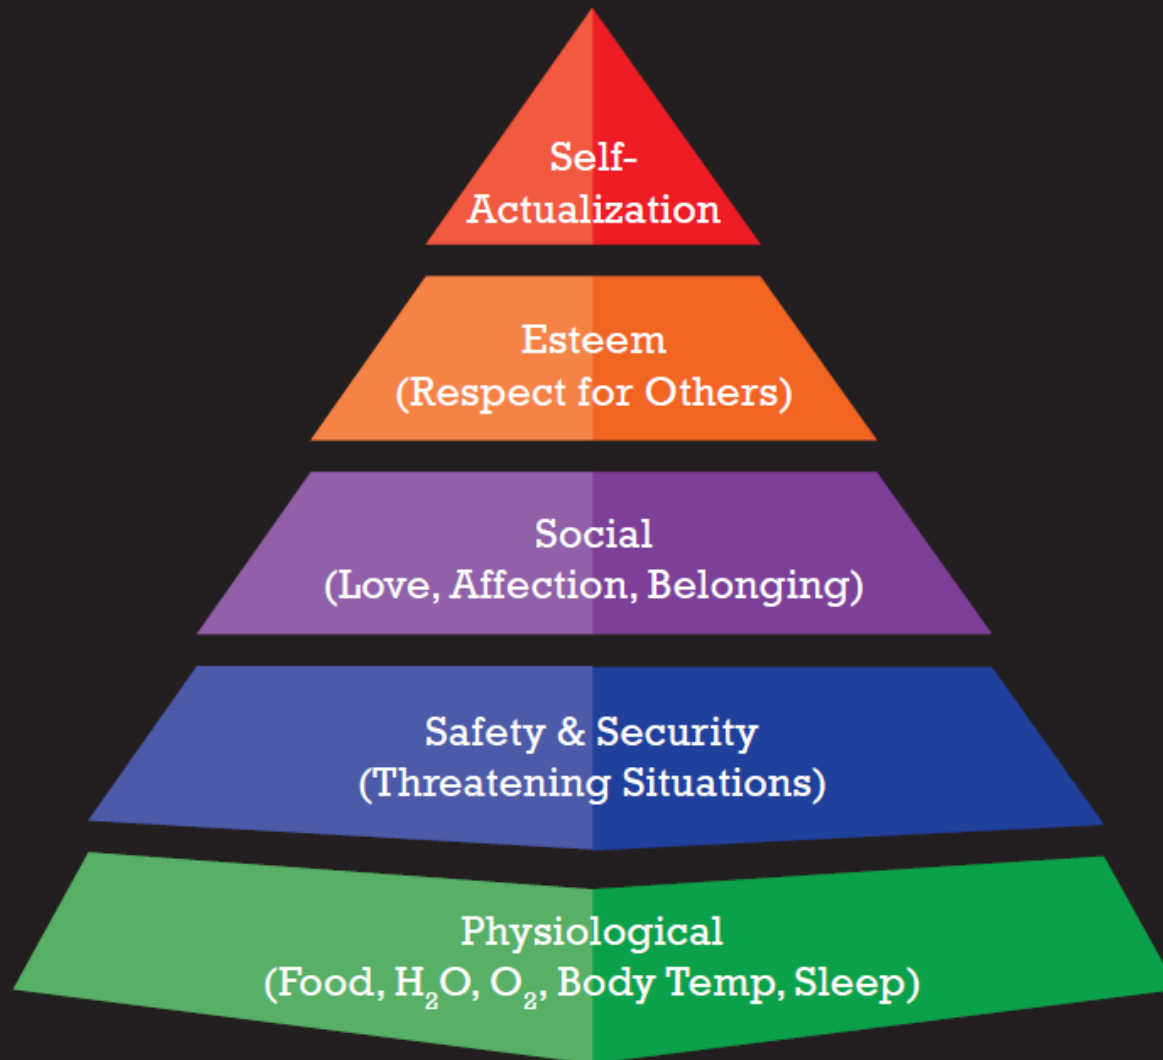 Self-
Actualization
Esteem
(Respect for Others)
Social
(Love, Affection, Belonging)
Safety & Security
(Threatening Situations)
Physiological
(Food, H₂O, O₂, Body Temp, Sleep)